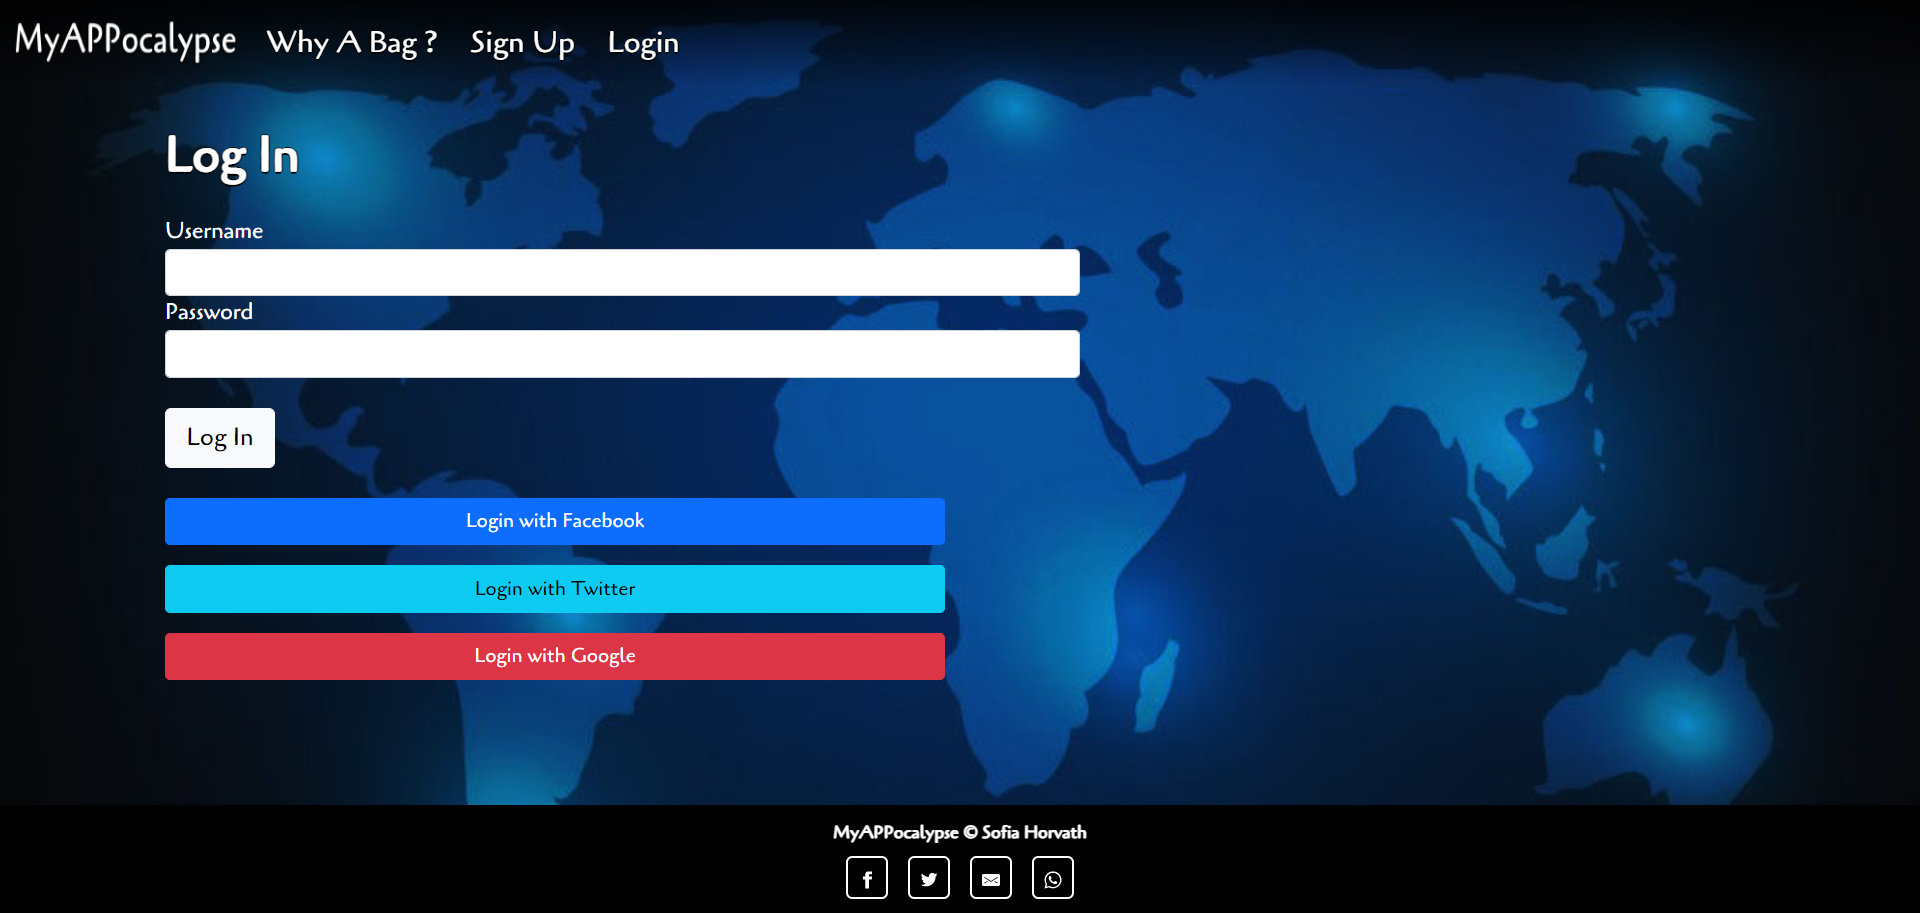 MyAPPocalypse Why A Bag ? Sign Up Login
Log In
Username
Password
Log In
Login with Facebook
Login with Twitter
Login with Google
MyAPPocalypse © Sofia Horvath